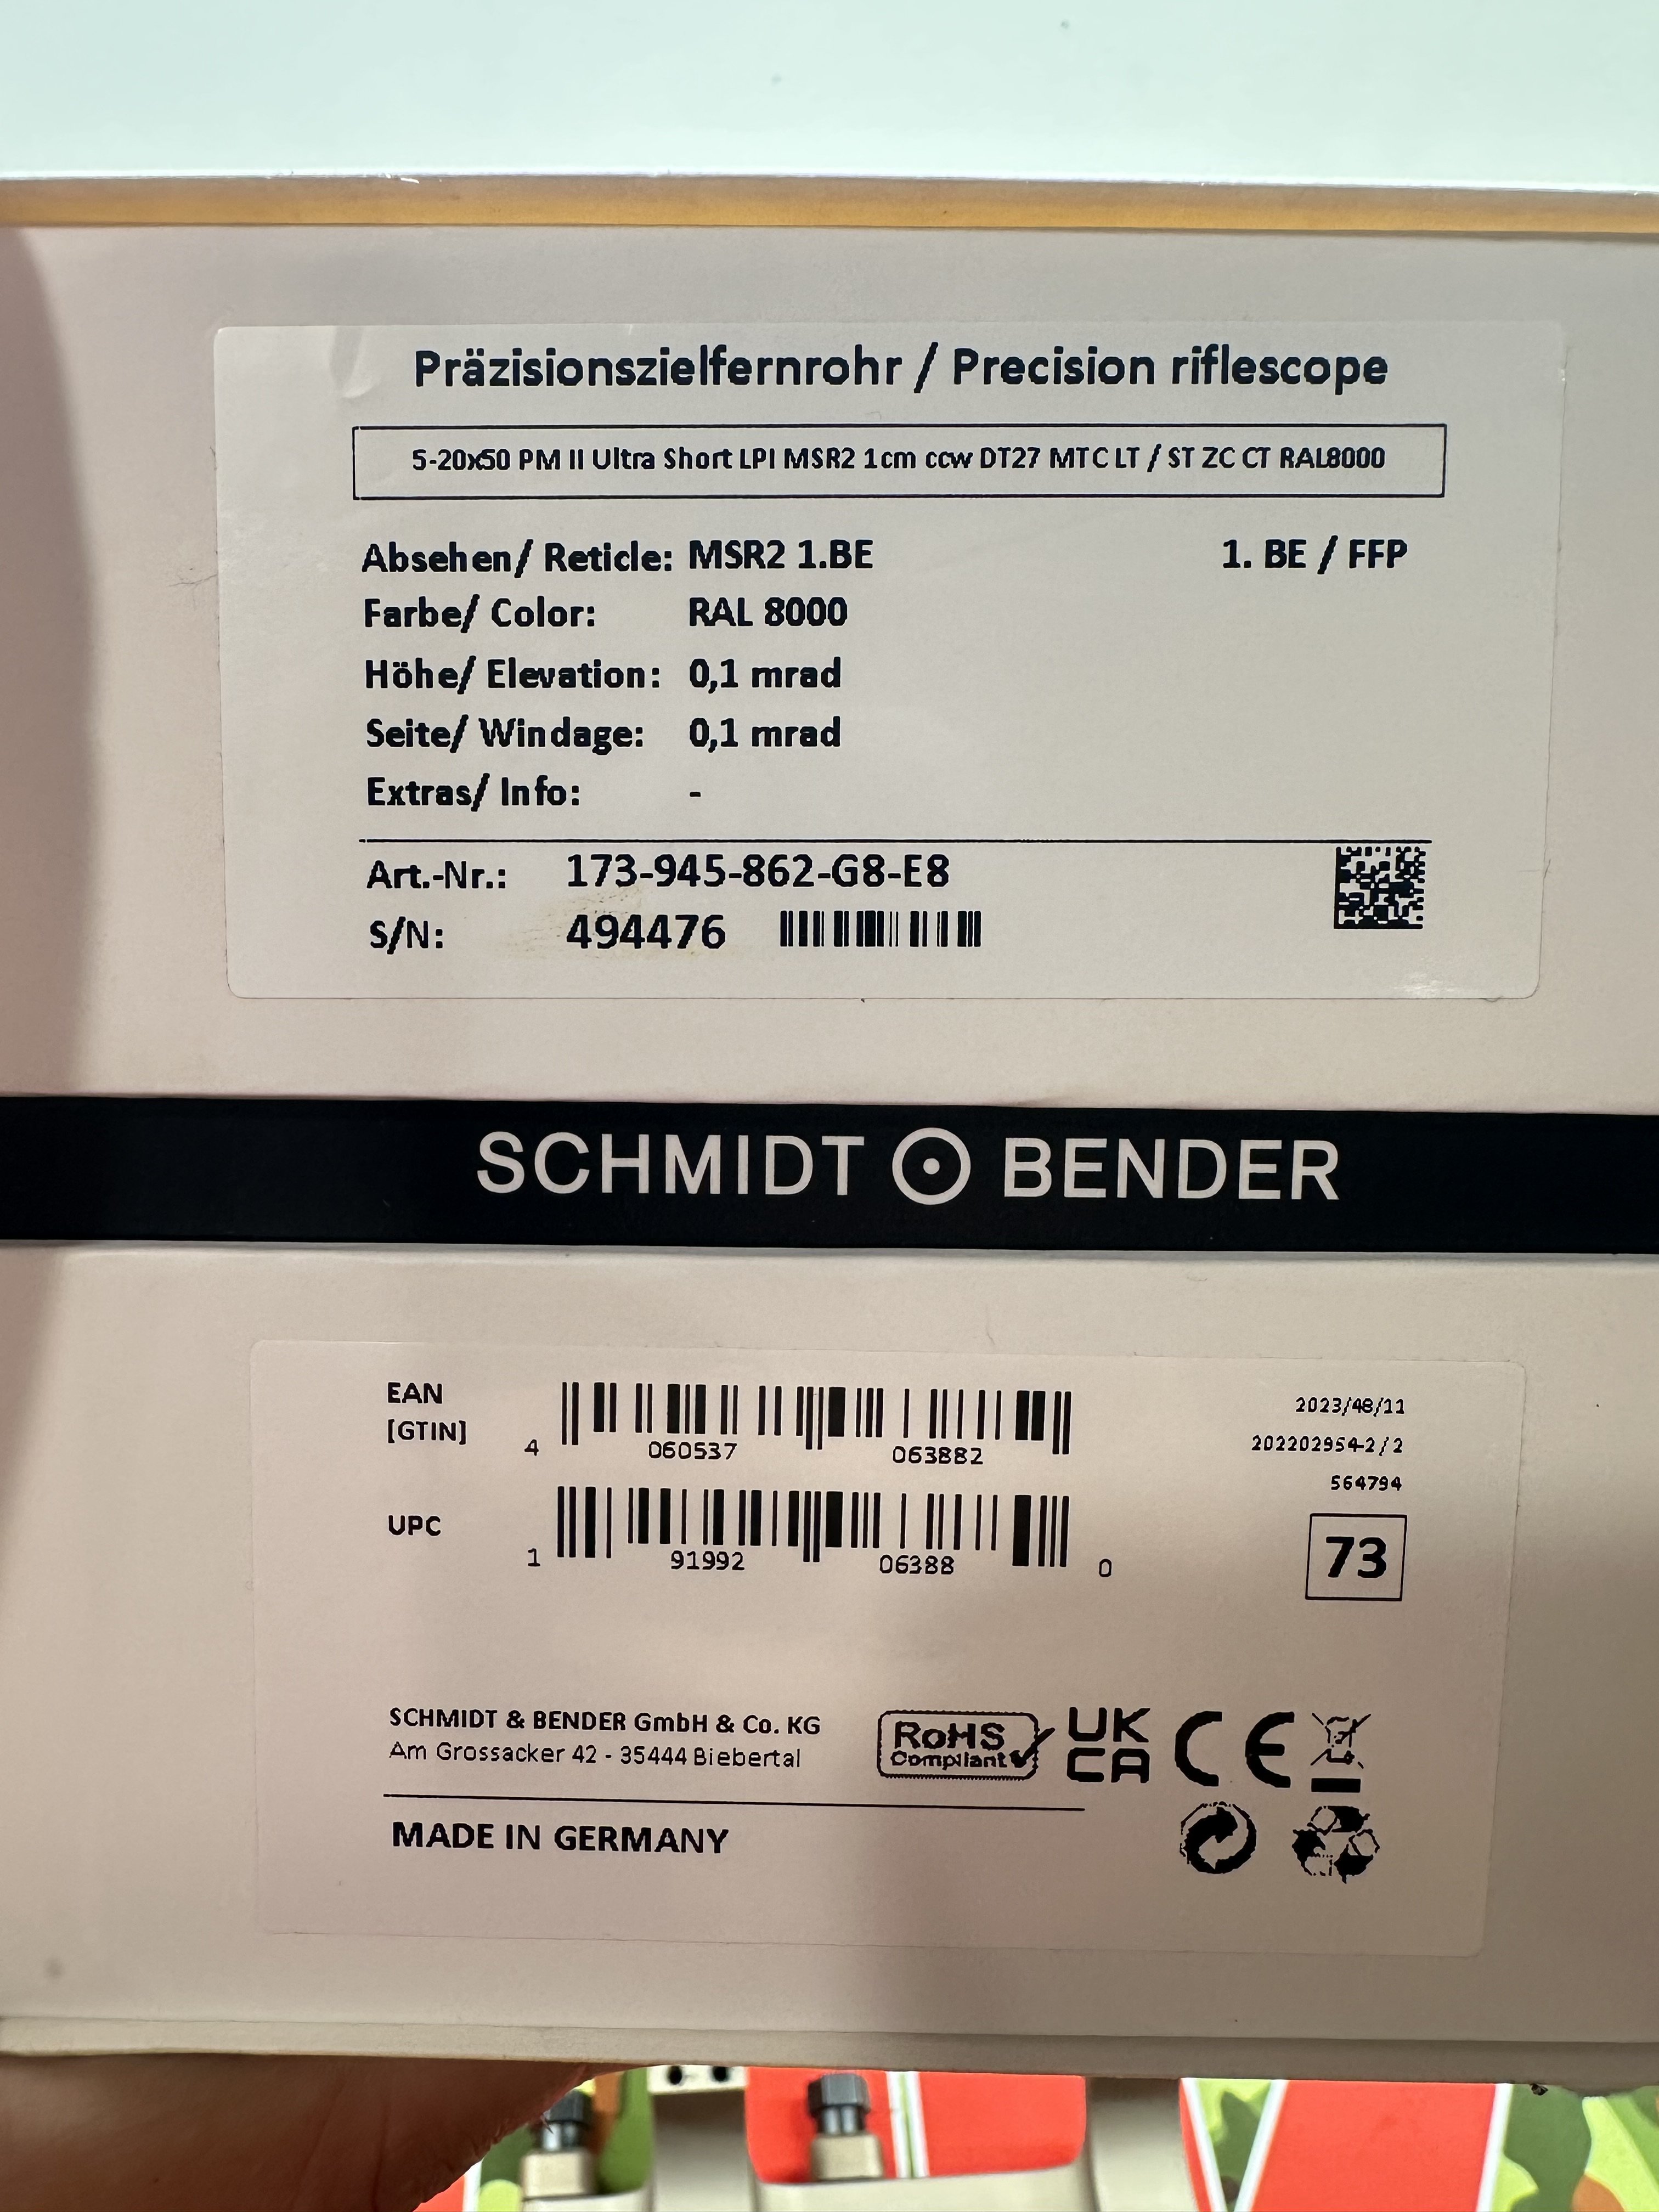 Präzisionszielfernrohr / Precision riflescope
5-20x50 PM II Ultra Short LPI MSR2 1cm ccw DT27 MTC LT / ST ZC CT RAL8000
Absehen/ Reticle: MSR2 1.BE 1. BE / FFP
Farbe/ Color: RAL 8000
Höhe/ Elevation: 0,1 mrad
Seite/ Windage: 0,1 mrad
Extras/ Info: -
Art.-Nr.: 173-945-862-G8-E8
S/N: 494476
SCHMIDT BENDER
EAN
[GTIN]
4 060537 063882
2023/48/11
202202954-2/2
564794
UPC
1 91992 06388 0
73
SCHMIDT & BENDER GmbH & Co. KG
Am Grossacker 42 - 35444 Biebertal
RoHS
Compliant
UK
CA
CE
MADE IN GERMANY